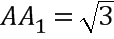 AA₁ = √3